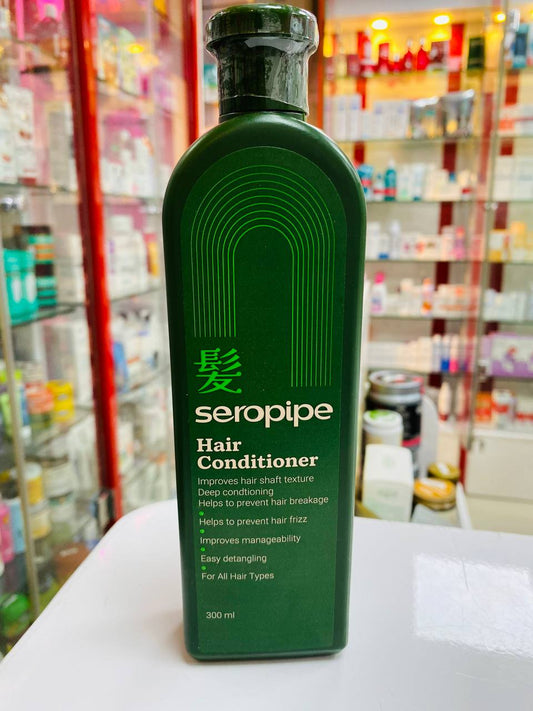 髮
seropipe
Hair
Conditioner
Improves hair shaft texture
Deep condtioning
Helps to prevent hair breakage
Helps to prevent hair frizz
Improves manageability
Easy detangling
For All Hair Types
300 ml